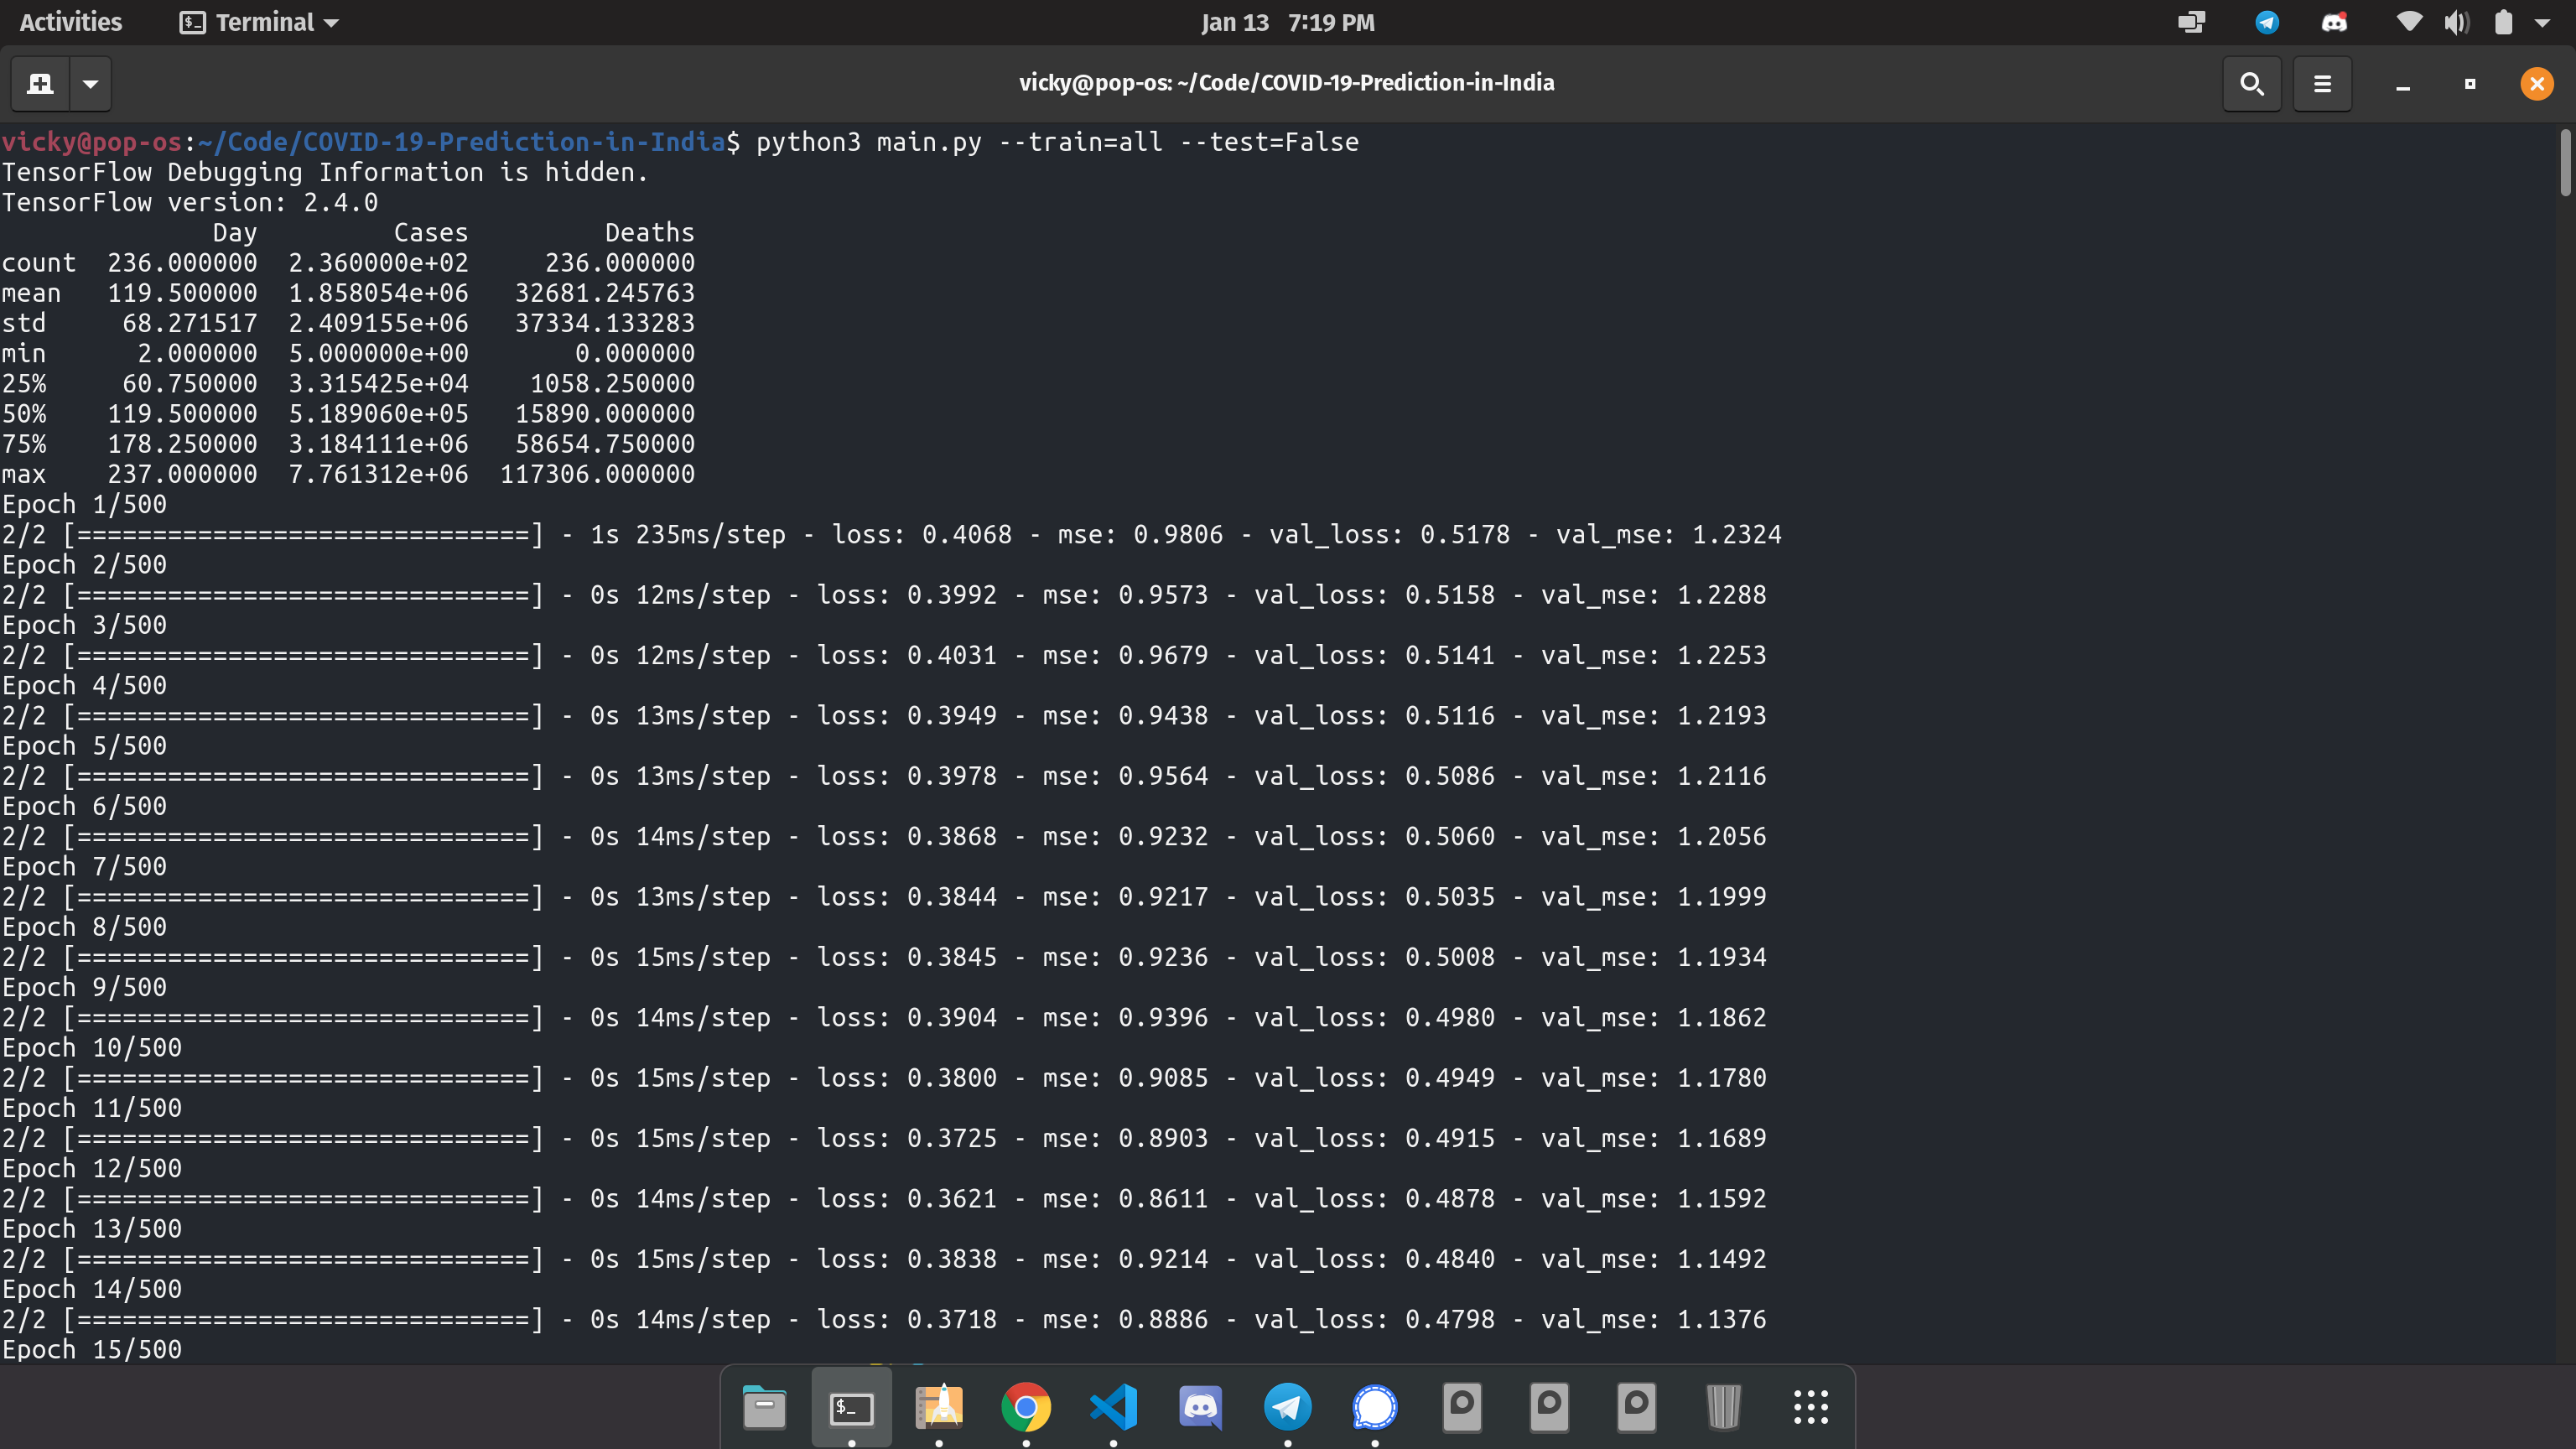 Activities Terminal Jan 13 7:19 PM
vicky@pop-os: ~/Code/COVID-19-Prediction-in-India
vicky@pop-os:~/Code/COVID-19-Prediction-in-India$ python3 main.py --train=all --test=False
TensorFlow Debugging Information is hidden.
TensorFlow version: 2.4.0
Day Cases Deaths
count 236.000000 2.360000e+02 236.000000
mean 119.500000 1.858054e+06 32681.245763
std 68.271517 2.409155e+06 37334.133283
min 2.000000 5.000000e+00 0.000000
25% 60.750000 3.315425e+04 1058.250000
50% 119.500000 5.189060e+05 15890.000000
75% 178.250000 3.184111e+06 58654.750000
max 237.000000 7.761312e+06 117306.000000
Epoch 1/500
2/2 [==============================] - 1s 235ms/step - loss: 0.4068 - mse: 0.9806 - val_loss: 0.5178 - val_mse: 1.2324
Epoch 2/500
2/2 [==============================] - 0s 12ms/step - loss: 0.3992 - mse: 0.9573 - val_loss: 0.5158 - val_mse: 1.2288
Epoch 3/500
2/2 [==============================] - 0s 12ms/step - loss: 0.4031 - mse: 0.9679 - val_loss: 0.5141 - val_mse: 1.2253
Epoch 4/500
2/2 [==============================] - 0s 13ms/step - loss: 0.3949 - mse: 0.9438 - val_loss: 0.5116 - val_mse: 1.2193
Epoch 5/500
2/2 [==============================] - 0s 13ms/step - loss: 0.3978 - mse: 0.9564 - val_loss: 0.5086 - val_mse: 1.2116
Epoch 6/500
2/2 [==============================] - 0s 14ms/step - loss: 0.3868 - mse: 0.9232 - val_loss: 0.5060 - val_mse: 1.2056
Epoch 7/500
2/2 [==============================] - 0s 13ms/step - loss: 0.3844 - mse: 0.9217 - val_loss: 0.5035 - val_mse: 1.1999
Epoch 8/500
2/2 [==============================] - 0s 15ms/step - loss: 0.3845 - mse: 0.9236 - val_loss: 0.5008 - val_mse: 1.1934
Epoch 9/500
2/2 [==============================] - 0s 14ms/step - loss: 0.3904 - mse: 0.9396 - val_loss: 0.4980 - val_mse: 1.1862
Epoch 10/500
2/2 [==============================] - 0s 15ms/step - loss: 0.3800 - mse: 0.9085 - val_loss: 0.4949 - val_mse: 1.1780
Epoch 11/500
2/2 [==============================] - 0s 15ms/step - loss: 0.3725 - mse: 0.8903 - val_loss: 0.4915 - val_mse: 1.1689
Epoch 12/500
2/2 [==============================] - 0s 14ms/step - loss: 0.3621 - mse: 0.8611 - val_loss: 0.4878 - val_mse: 1.1592
Epoch 13/500
2/2 [==============================] - 0s 15ms/step - loss: 0.3838 - mse: 0.9214 - val_loss: 0.4840 - val_mse: 1.1492
Epoch 14/500
2/2 [==============================] - 0s 14ms/step - loss: 0.3718 - mse: 0.8886 - val_loss: 0.4798 - val_mse: 1.1376
Epoch 15/500